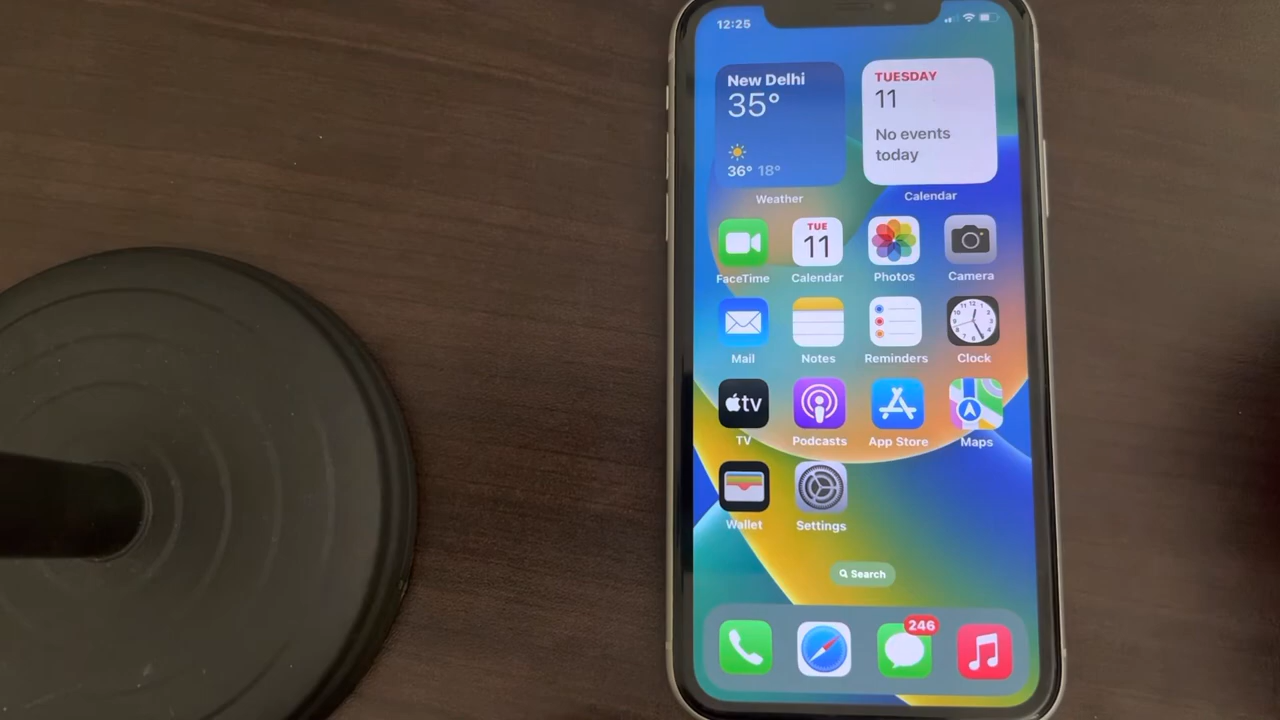 12:25
New Delhi
35°
36° 18°
Weather
TUESDAY
11
No events
today
Calendar
FaceTime
TUE
11
Calendar
Photos
Camera
Mail
Notes
Reminders
Clock
tv
TV
Podcasts
App Store
Maps
Wallet
Settings
Search
246